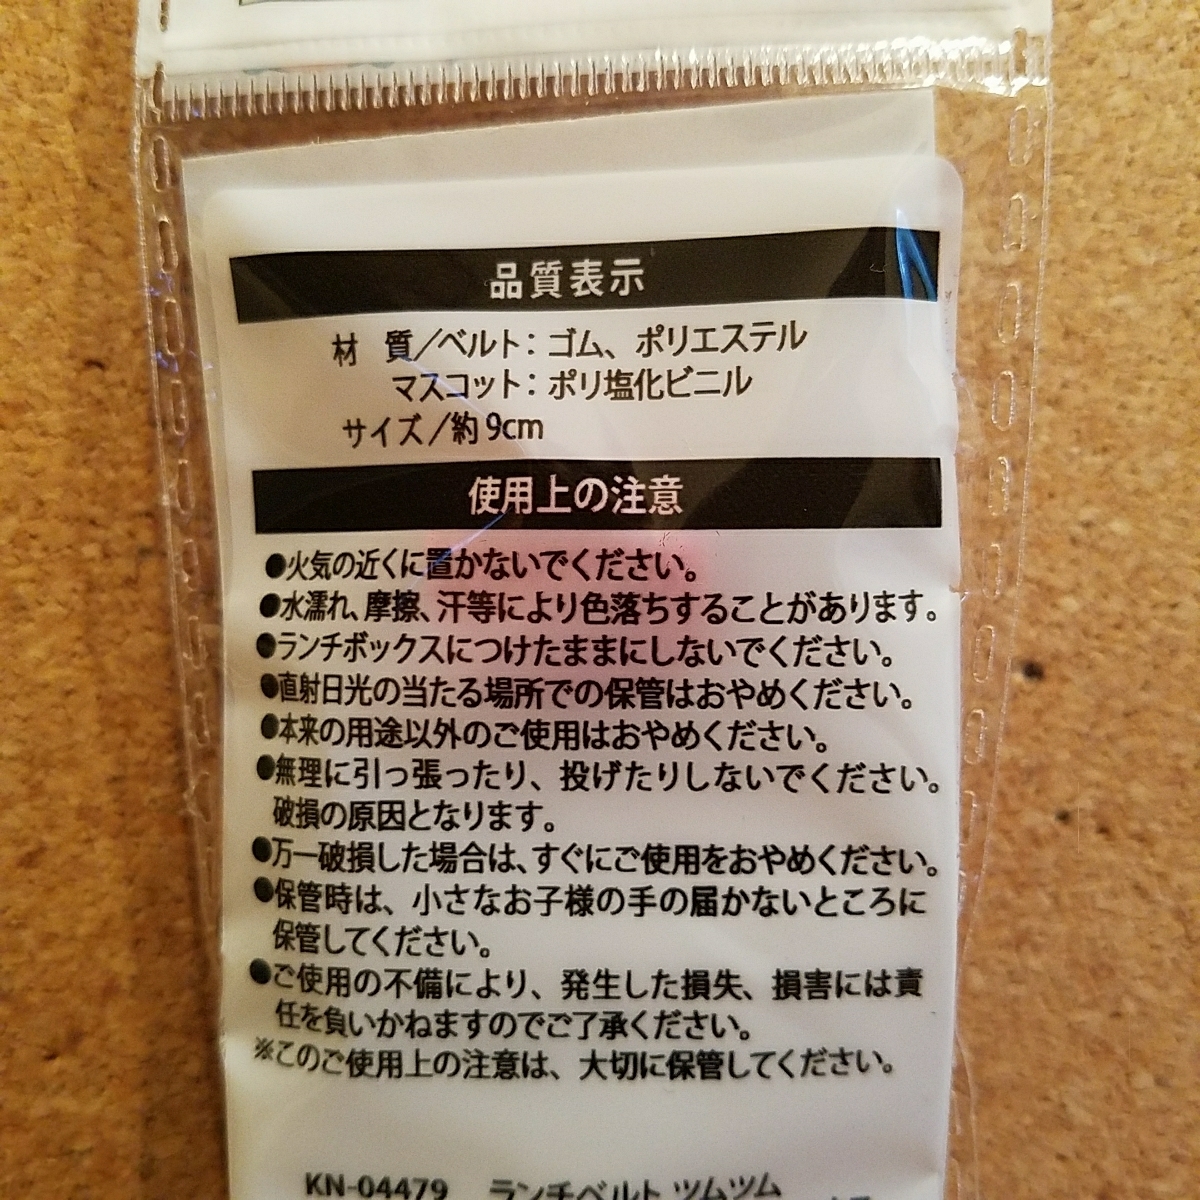 品質表示
材 質／ベルト：ゴム、ポリエステル
マスコット：ポリ塩化ビニル
サイズ／約9cm
使用上の注意
●火気の近くに置かないでください。
●水濡れ、摩擦、汗等により色落ちすることがあります。
●ランチボックスにつけたままにしないでください。
●直射日光の当たる場所での保管はおやめください。
●本来の用途以外のご使用はおやめください。
●無理に引っ張ったり、投げたりしないでください。
破損の原因となります。
●万一破損した場合は、すぐにご使用をおやめください。
●保管時は、小さなお子様の手の届かないところに
保管してください。
●ご使用の不備により、発生した損失、損害には責
任を負いかねますのでご了承ください。
※このご使用上の注意は、大切に保管してください。
KN-04479 ランチベルト ツムツム